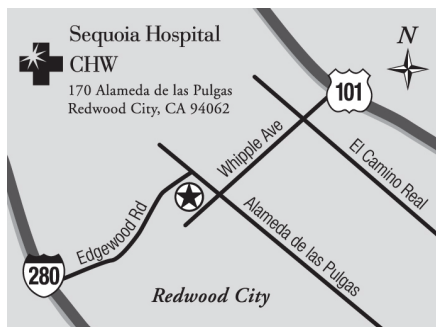 Sequoia Hospital
CHW
170 Alameda de las Pulgas
Redwood City, CA 94062
N
101
Whipple Ave
El Camino Real
Edgewood Rd
Alameda de las Pulgas
280
Redwood City